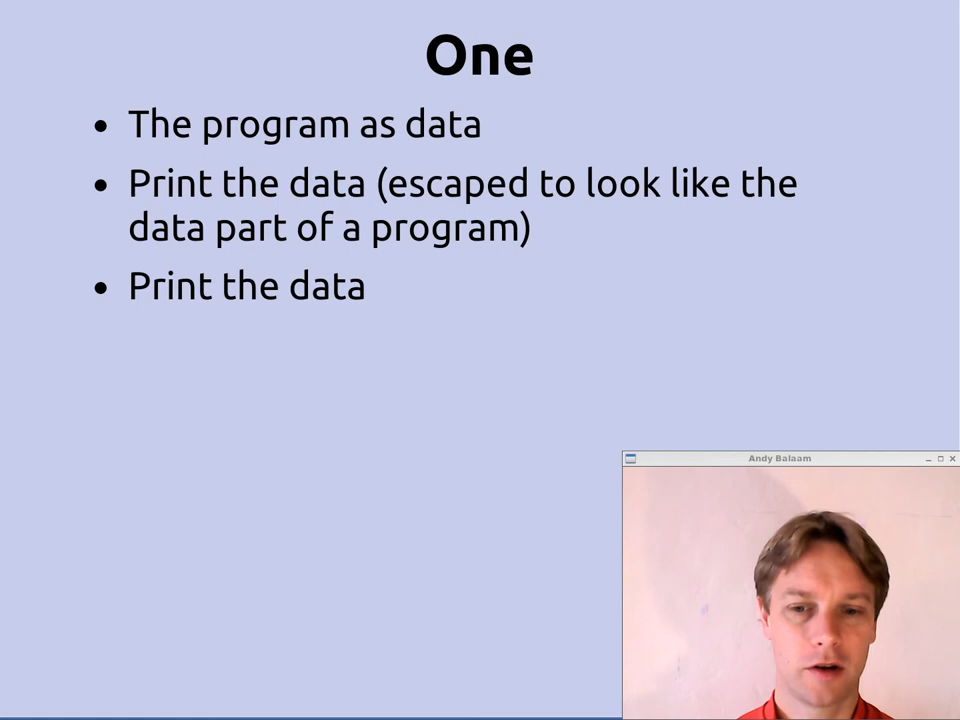 One
• The program as data
• Print the data (escaped to look like the
data part of a program)
• Print the data
Andy Balaam